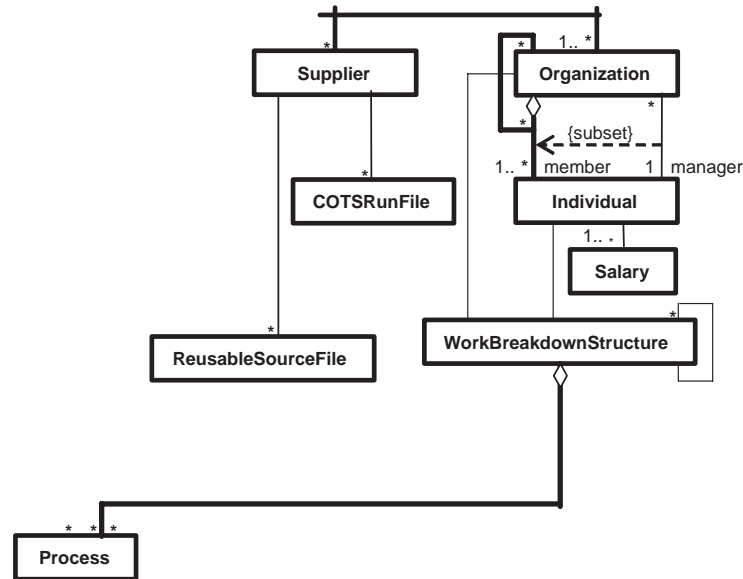 * 1.. *
Supplier
* Organization
*
* {subset}
1.. * member 1 manager
*
COTSRunFile
Individual
1.. *
Salary
*
*
WorkBreakdownStructure
ReusableSourceFile
* * *
Process